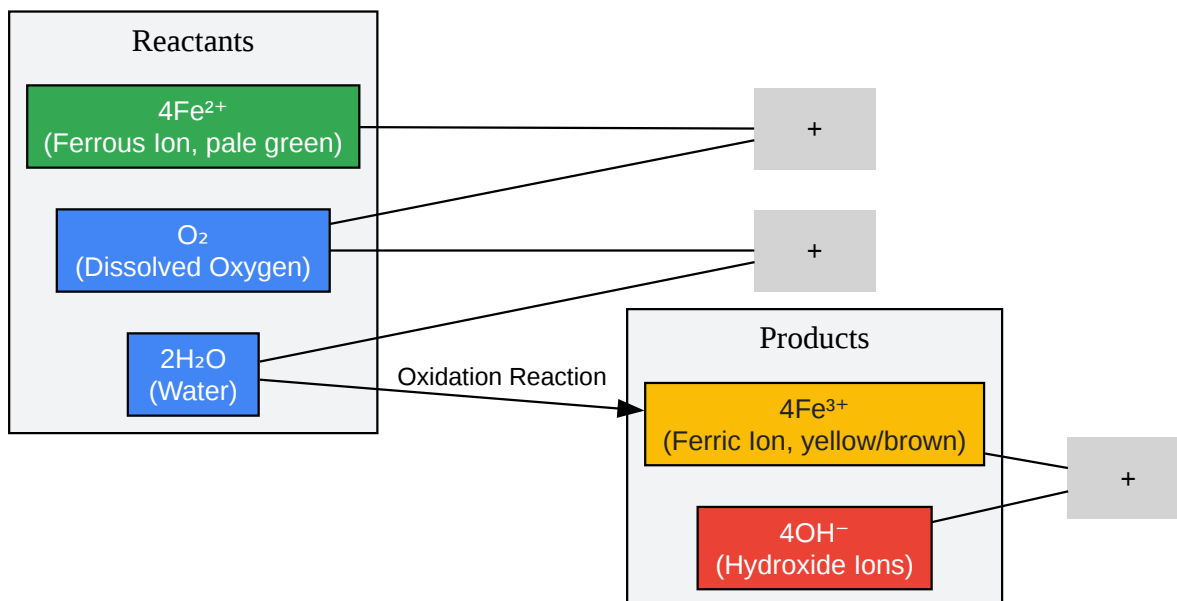 Reactants
4Fe²⁺
(Ferrous Ion, pale green)
+
O₂
(Dissolved Oxygen)
+
2H₂O
(Water)
Oxidation Reaction
Products
4Fe³⁺
(Ferric Ion, yellow/brown)
+
4OH⁻
(Hydroxide Ions)